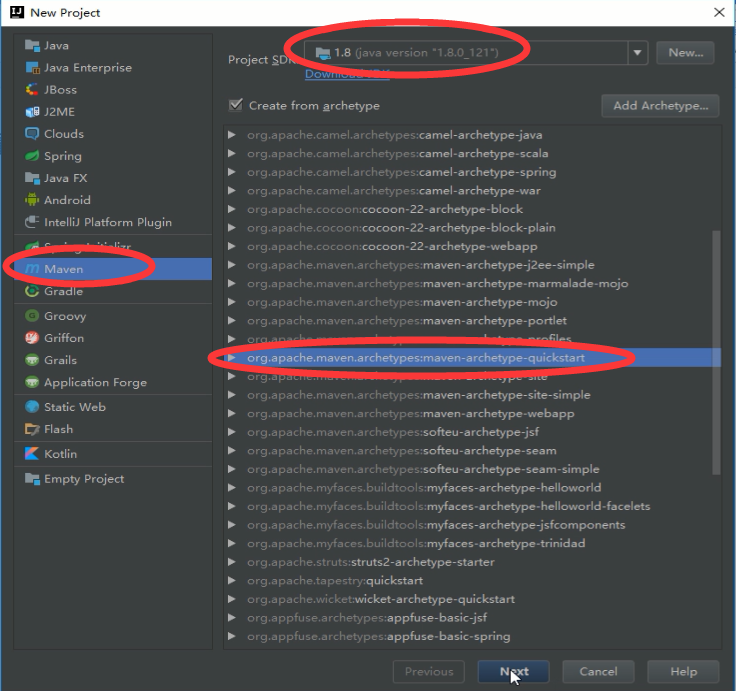 New Project
Java
Java Enterprise
JBoss
J2ME
Clouds
Spring
Java FX
Android
IntelliJ Platform Plugin
Spring Initializr
Maven
Gradle
Groovy
Griffon
Grails
Application Forge
Static Web
Flash
Kotlin
Empty Project
Project SDK: 1.8 (java version "1.8.0_121") New...
Download JDK
Create from archetype Add Archetype...
org.apache.camel.archetypes:camel-archetype-java
org.apache.camel.archetypes:camel-archetype-scala
org.apache.camel.archetypes:camel-archetype-spring
org.apache.camel.archetypes:camel-archetype-war
org.apache.cocoon:cocoon-22-archetype-block
org.apache.cocoon:cocoon-22-archetype-block-plain
org.apache.cocoon:cocoon-22-archetype-webapp
org.apache.maven.archetypes:maven-archetype-j2ee-simple
org.apache.maven.archetypes:maven-archetype-marmalade-mojo
org.apache.maven.archetypes:maven-archetype-mojo
org.apache.maven.archetypes:maven-archetype-portlet
org.apache.maven.archetypes:maven-archetype-profiles
org.apache.maven.archetypes:maven-archetype-quickstart
org.apache.maven.archetypes:maven-archetype-site
org.apache.maven.archetypes:maven-archetype-site-simple
org.apache.maven.archetypes:maven-archetype-webapp
org.apache.maven.archetypes:softeu-archetype-jsf
org.apache.maven.archetypes:softeu-archetype-seam
org.apache.maven.archetypes:softeu-archetype-seam-simple
org.apache.myfaces.buildtools:myfaces-archetype-helloworld
org.apache.myfaces.buildtools:myfaces-archetype-helloworld-facelets
org.apache.myfaces.buildtools:myfaces-archetype-jsfcomponents
org.apache.myfaces.buildtools:myfaces-archetype-trinidad
org.apache.struts:struts2-archetype-starter
org.apache.tapestry:quickstart
org.apache.wicket:wicket-archetype-quickstart
org.appfuse.archetypes:appfuse-basic-jsf
org.appfuse.archetypes:appfuse-basic-spring
Previous Next Cancel Help